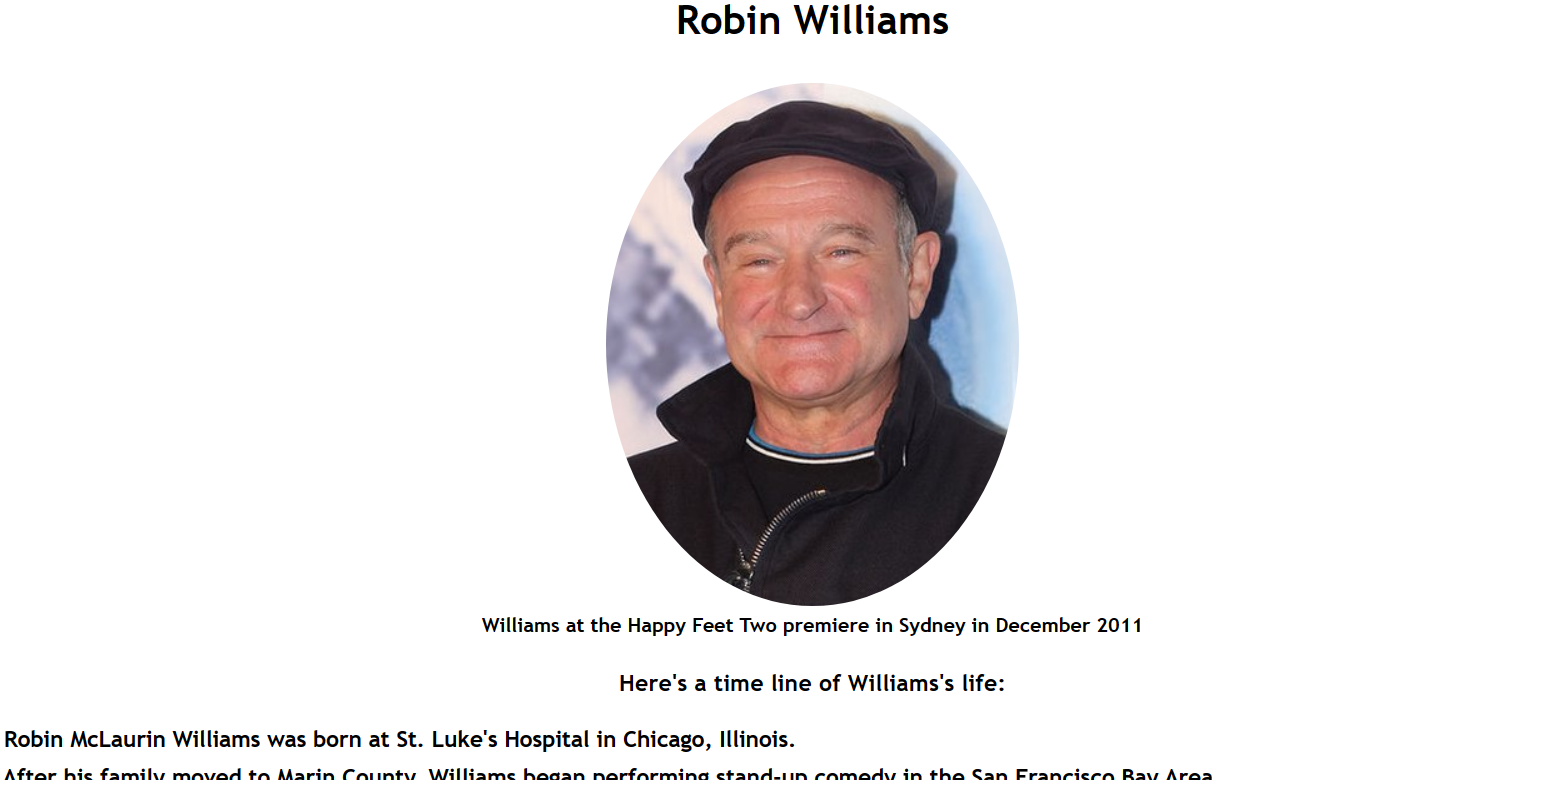 Robin Williams
Williams at the Happy Feet Two premiere in Sydney in December 2011
Here's a time line of Williams's life:
Robin McLaurin Williams was born at St. Luke's Hospital in Chicago, Illinois.
After his family moved to Marin County, Williams began performing stand-up comedy in the San Francisco Bay Area